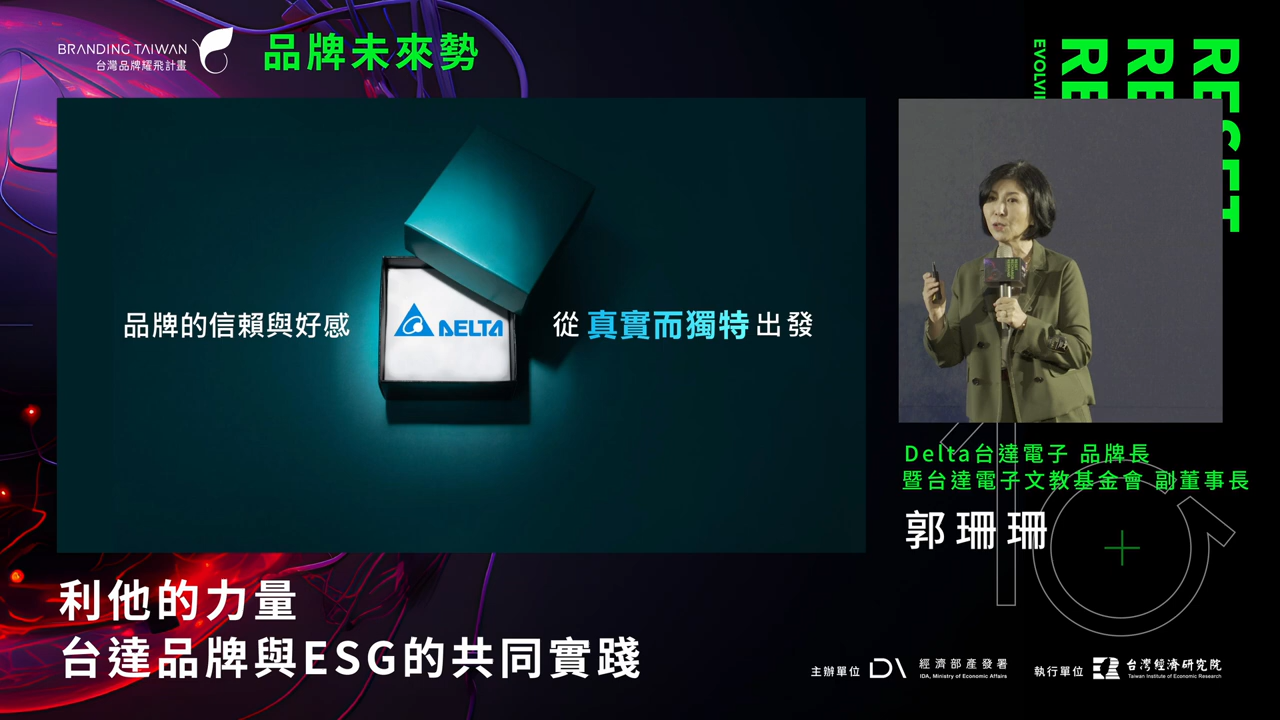 BRANDING TAIWAN
台灣品牌耀飛計畫
品牌未來勢
RESET
RE
RE
EVOLVI
品牌的信賴與好感
DELTA
從真實而獨特出發
Delta台達電子 品牌長
暨台達電子文教基金會 副董事長
郭珊珊
利他的力量
台達品牌與ESG的共同實踐
主辦單位
經濟部產發署
IDA, Ministry of Economic Affairs
執行單位
台灣經濟研究院
Taiwan Institute of Economic Research